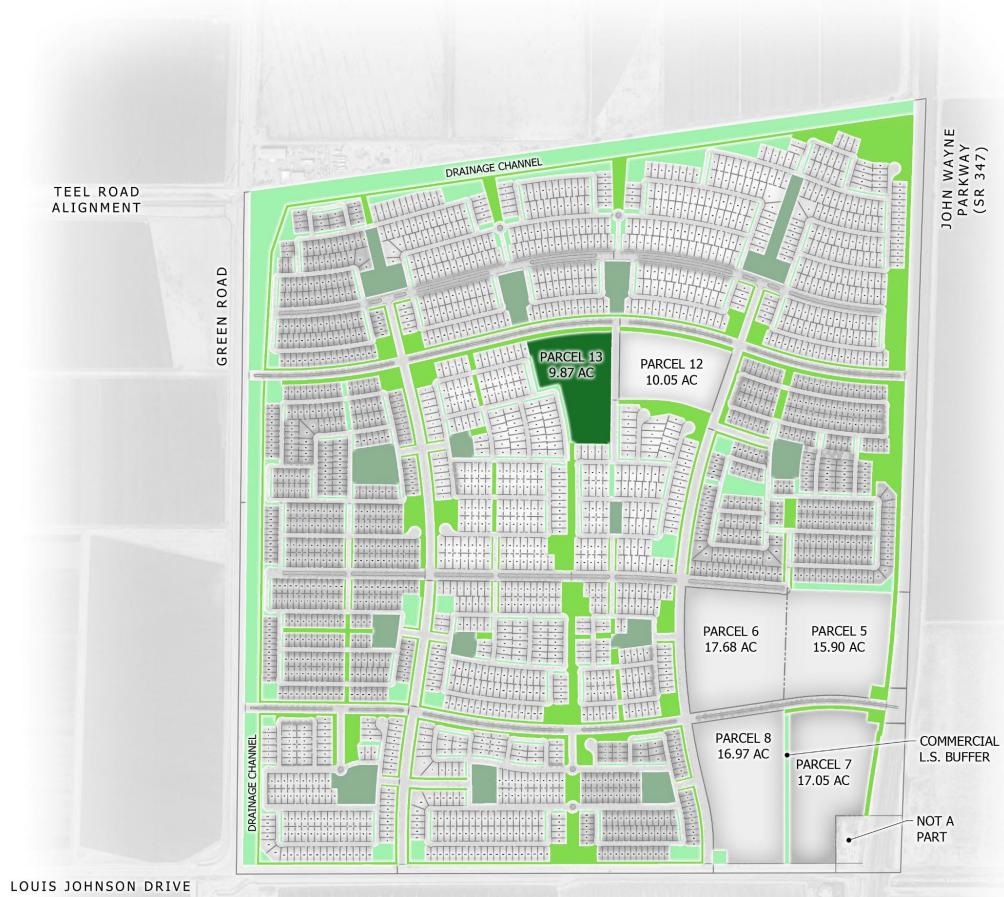 DRAINAGE CHANNEL
JOHN WAYNE
PARKWAY
(SR 347)
TEEL ROAD
ALIGNMENT
GREEN ROAD
PARCEL 13
9.87 AC
PARCEL 12
10.05 AC
PARCEL 6
17.68 AC
PARCEL 5
15.90 AC
PARCEL 8
16.97 AC
PARCEL 7
17.05 AC
COMMERCIAL
L.S. BUFFER
DRAINAGE CHANNEL
NOT A
PART
LOUIS JOHNSON DRIVE